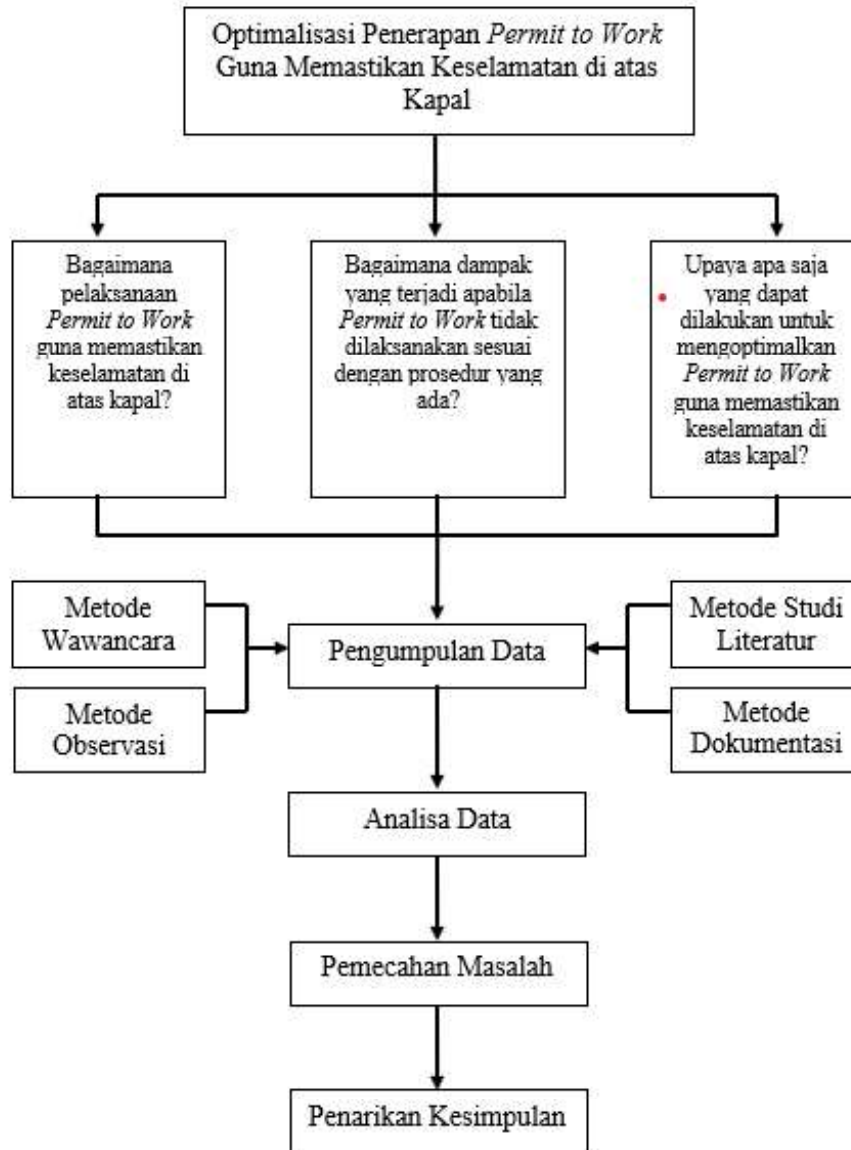 Optimalisasi Penerapan Permit to Work
Guna Memastikan Keselamatan di atas
Kapal
Bagaimana
pelaksanaan
Permit to Work
guna memastikan
keselamatan di
atas kapal?
Bagaimana dampak
yang terjadi apabila
Permit to Work tidak
dilaksanakan sesuai
dengan prosedur yang
ada?
Upaya apa saja
yang dapat
dilakukan untuk
mengoptimalkan
Permit to Work
guna memastikan
keselamatan di
atas kapal?
Metode
Wawancara
Metode
Observasi
Pengumpulan Data
Metode Studi
Literatur
Metode
Dokumentasi
Analisa Data
Pemecahan Masalah
Penarikan Kesimpulan